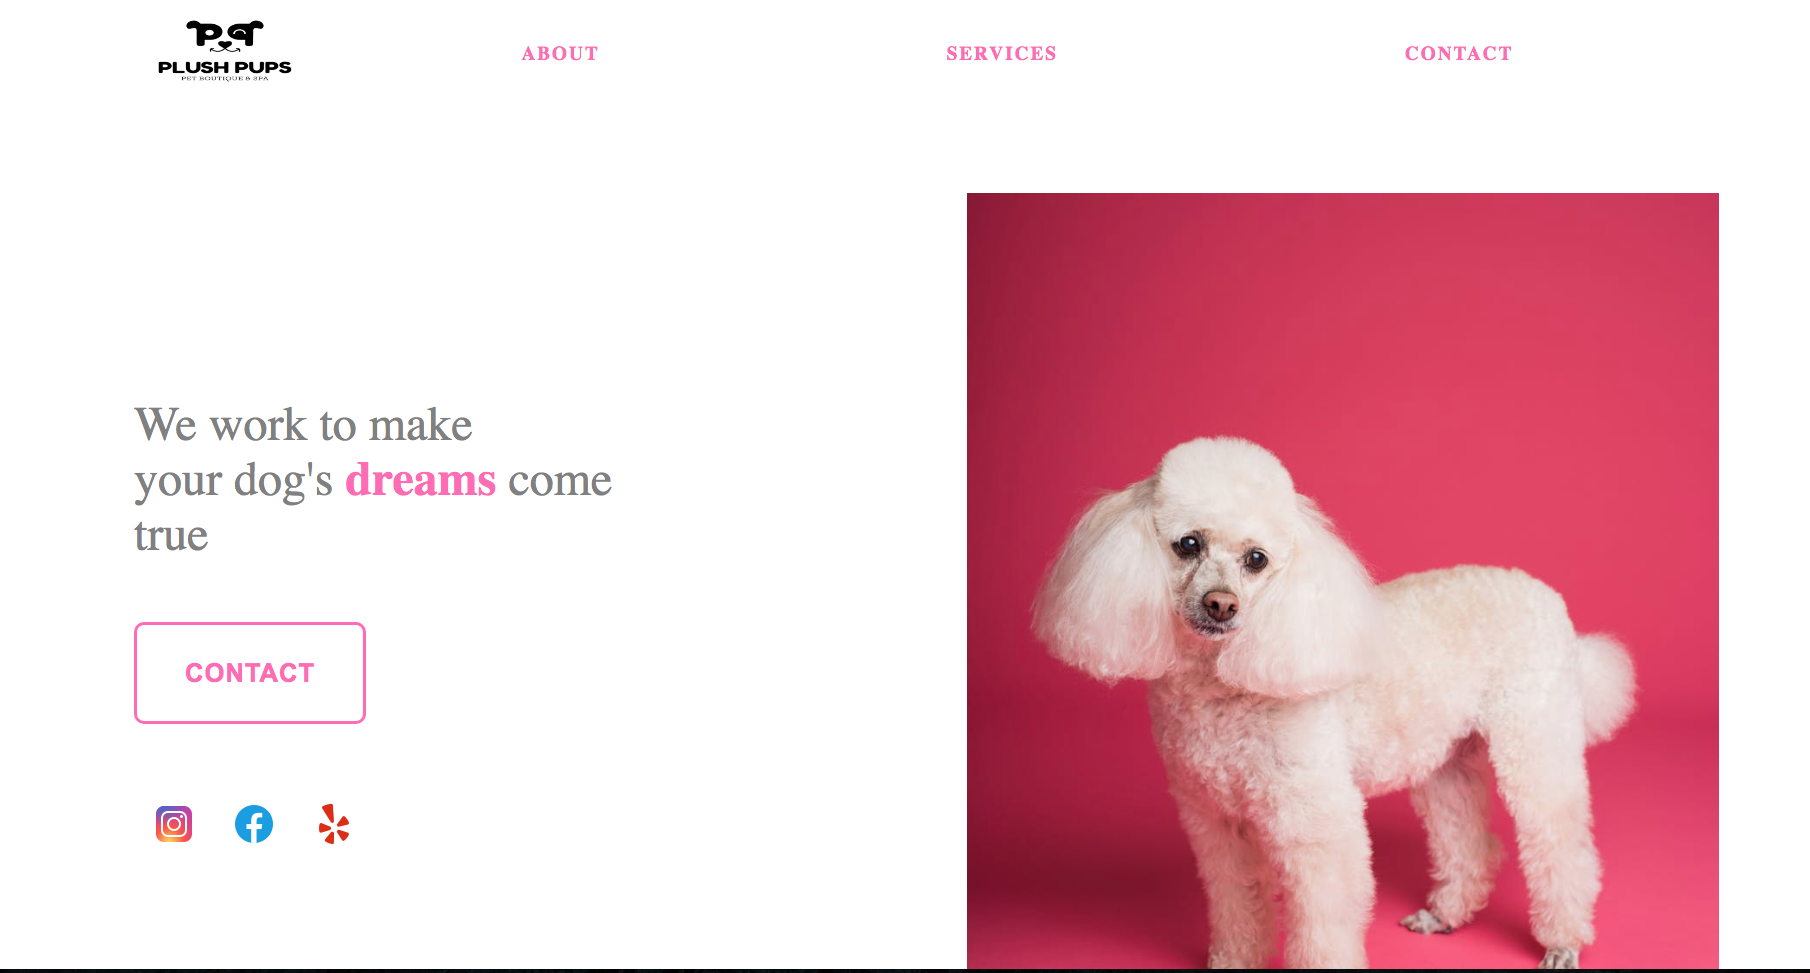 PLUSH PUPS
PET BOUTIQUE & SPA
ABOUT
SERVICES
CONTACT
We work to make
your dog's dreams come
true
CONTACT